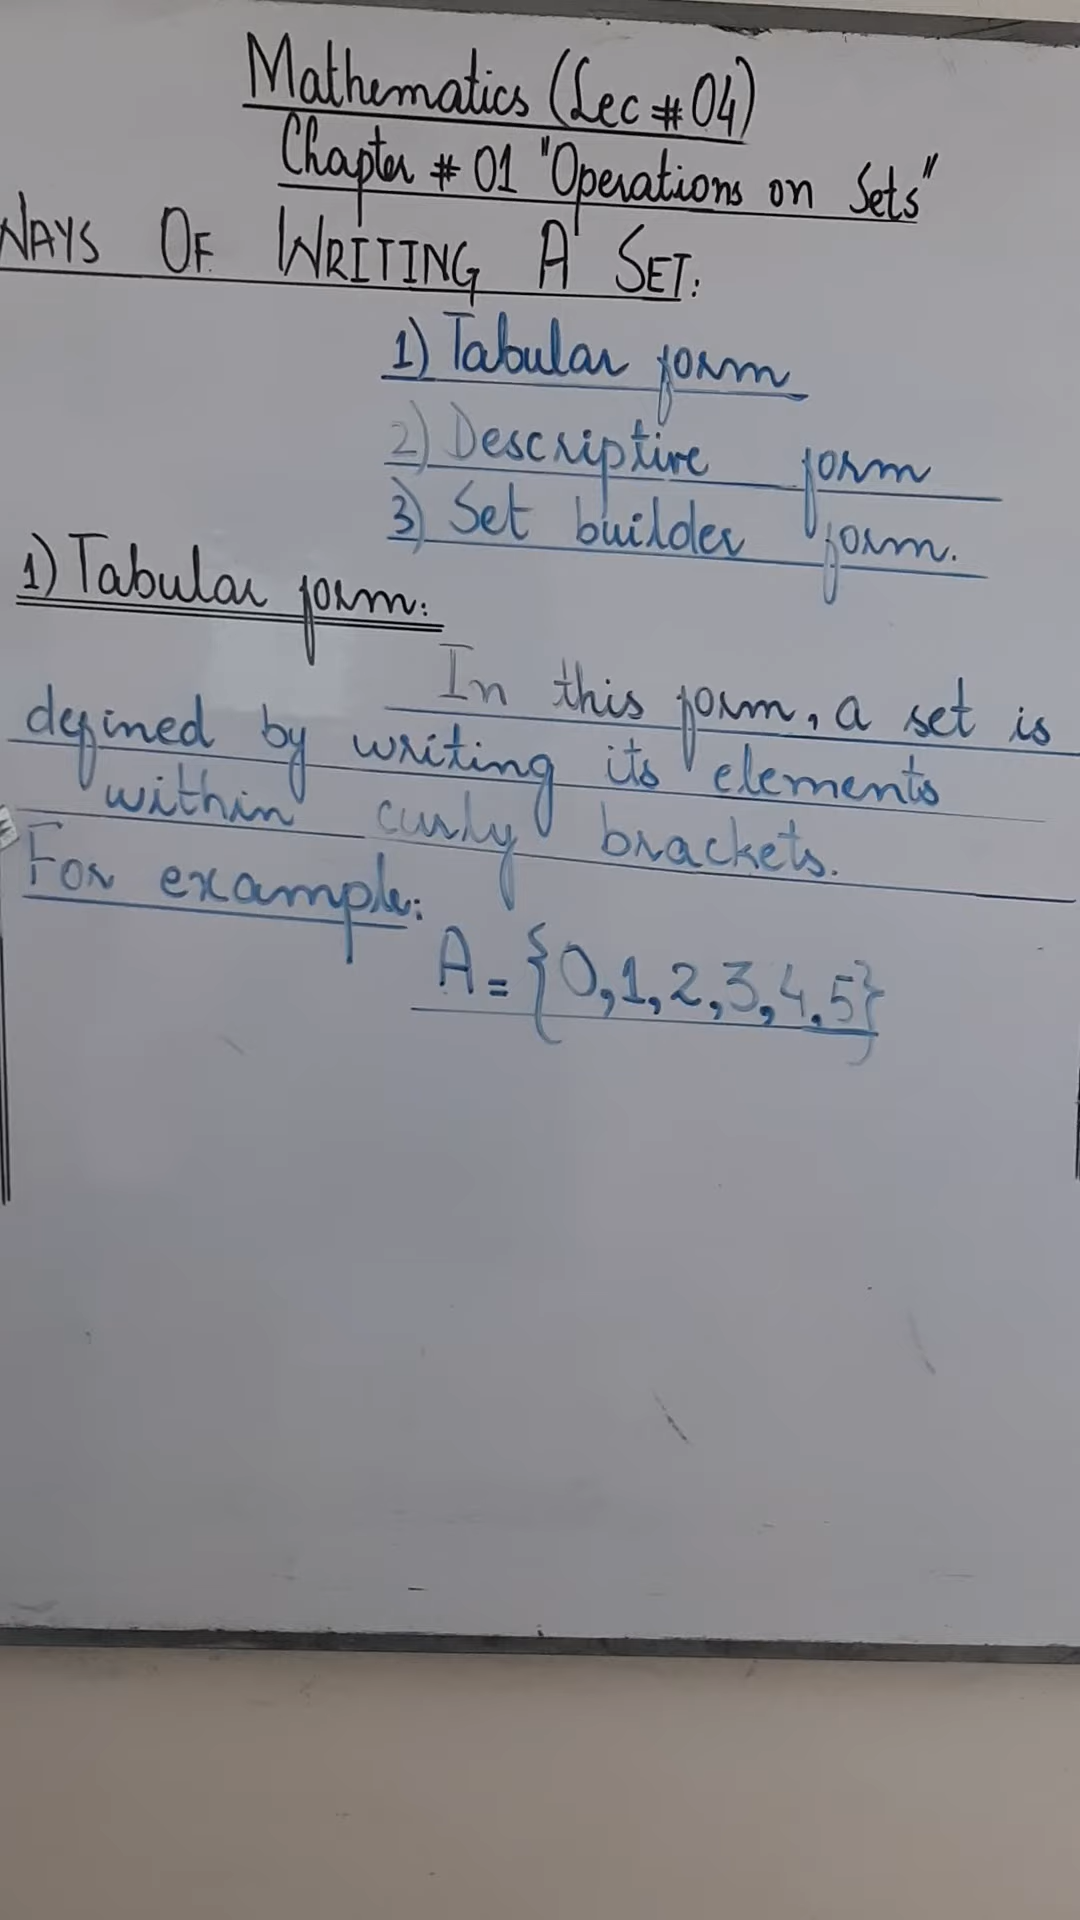 Mathematics (Lec # 04)
Chapter # 01 "Operations on Sets"
WAYS OF WRITING A SET:
1) Tabular form
2) Descriptive form
3) Set builder form.
1) Tabular form:
In this form, a set is
defined by writing its elements
within curly brackets.
For example:
A = {0,1,2,3,4,5}